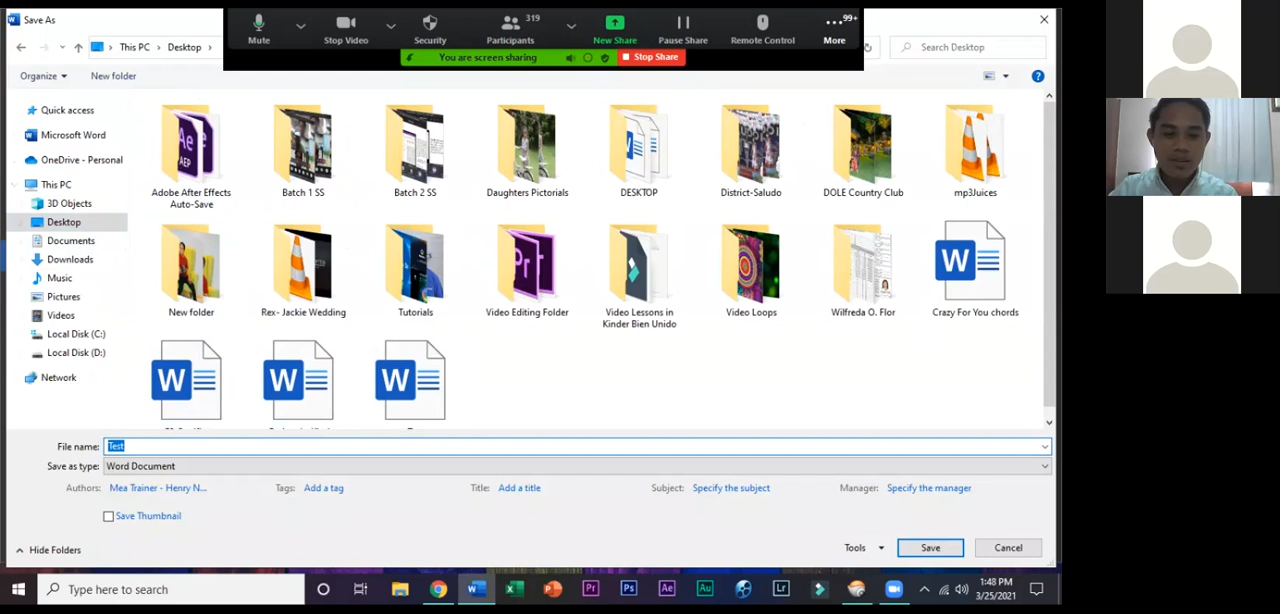 Save As
Mute
Stop Video
Security
Participants
319
New Share
Pause Share
Remote Control
More
99+
You are screen sharing
Stop Share
This PC
Desktop
Search Desktop
Organize
New folder
Quick access
Microsoft Word
OneDrive - Personal
This PC
3D Objects
Desktop
Documents
Downloads
Music
Pictures
Videos
Local Disk (C:)
Local Disk (D:)
Network
Adobe After Effects
Auto-Save
Batch 1 SS
Batch 2 SS
Daughters Pictorials
DESKTOP
District-Saludo
DOLE Country Club
mp3Juices
New folder
Rex- Jackie Wedding
Tutorials
Video Editing Folder
Video Lessons in
Kinder Bien Unido
Video Loops
Wilfreda O. Flor
Crazy For You chords
File name:
Test
Save as type:
Word Document
Authors:
Mea Trainer - Henry N...
Tags:
Add a tag
Title:
Add a title
Subject:
Specify the subject
Manager:
Specify the manager
Save Thumbnail
Hide Folders
Tools
Save
Cancel
Type here to search
1:48 PM
3/25/2021